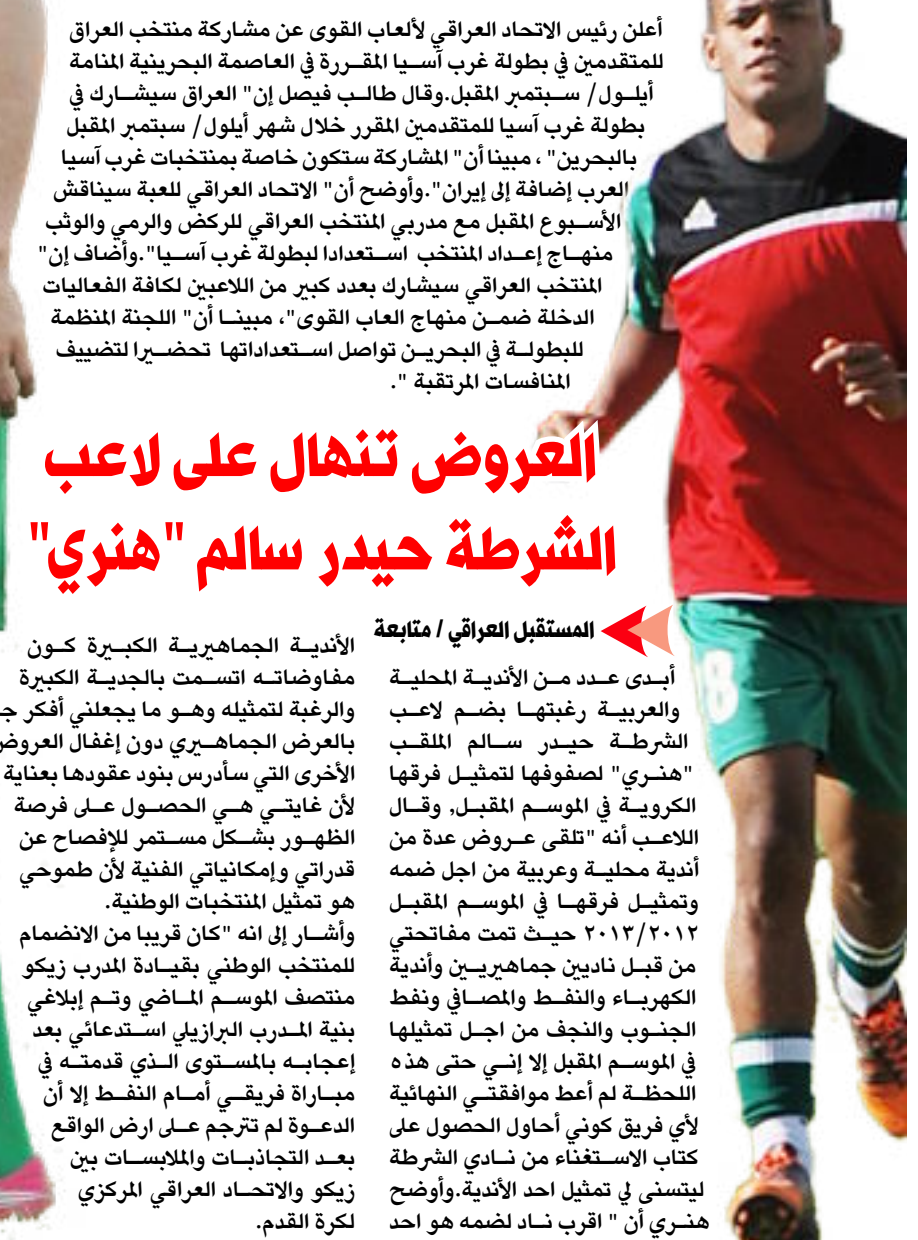 أعلن رئيس الاتحاد العراقي لألعاب القوى عن مشاركة منتخب العراق
للمتقدمين في بطولة غرب آسيا المقررة في العاصمة البحرينية المنامة
أيلول/ سبتمبر المقبل.وقال طالب فيصل إن" العراق سيشارك في
بطولة غرب آسيا للمتقدمين المقرر خلال شهر أيلول/ سبتمبر المقبل
بالبحرين" ، مبينا أن" المشاركة ستكون خاصة بمنتخبات غرب آسيا
العرب إضافة إلى إيران".وأوضح أن" الاتحاد العراقي للعبة سيناقش
الأسبوع المقبل مع مدربي المنتخب العراقي للركض والرمي والوثب
منهاج إعداد المنتخب استعدادا لبطولة غرب آسيا".وأضاف إن"
المنتخب العراقي سيشارك بعدد كبير من اللاعبين لكافة الفعاليات
الدخلة ضمن منهاج العاب القوى"، مبينا أن" اللجنة المنظمة
للبطولة في البحرين تواصل استعداداتها تحضيرا لتضييف
المنافسات المرتقبة ".
العروض تنهال على لاعب
الشرطة حيدر سالم "هنري"
المستقبل العراقي / متابعة
أبدى عدد من الأندية المحلية
والعربية رغبتها بضم لاعب
الشرطة حيدر سالم الملقب
"هنري" لصفوفها لتمثيل فرقها
الكروية في الموسم المقبل, وقال
اللاعب أنه "تلقى عروض عدة من
أندية محلية وعربية من اجل ضمه
وتمثيل فرقها في الموسم المقبل
٢٠١٣/٢٠١٢ حيث تمت مفاتحتي
من قبل ناديين جماهيريين وأندية
الكهرباء والنفط والمصافي ونفط
الجنوب والنجف من اجل تمثيلها
في الموسم المقبل إلا إني حتى هذه
اللحظة لم أعط موافقتي النهائية
لأي فريق كوني أحاول الحصول على
كتاب الاستغناء من نادي الشرطة
ليتسنى لي تمثيل احد الأندية.وأوضح
هنري أن " اقرب ناد لضمه هو احد
الأندية الجماهيرية الكبيرة كون
مفاوضاته اتسمت بالجدية الكبيرة
والرغبة لتمثيله وهو ما يجعلني أفكر ج
بالعرض الجماهيري دون إغفال العروض
الأخرى التي سأدرس بنود عقودها بعناية
لأن غايتي هي الحصول على فرصة
الظهور بشكل مستمر للإفصاح عن
قدراتي وإمكانياتي الفنية لأن طموحي
هو تمثيل المنتخبات الوطنية.
وأشار إلى انه "كان قريبا من الانضمام
للمنتخب الوطني بقيادة المدرب زيكو
منتصف الموسم الماضي وتم إبلاغي
بنية المدرب البرازيلي استدعائي بعد
إعجابه بالمستوى الذي قدمته في
مباراة فريقي أمام النفط إلا أن
الدعوة لم تترجم على ارض الواقع
بعد التجاذبات والملابسات بين
زيكو والاتحاد العراقي المركزي
لكرة القدم.
8